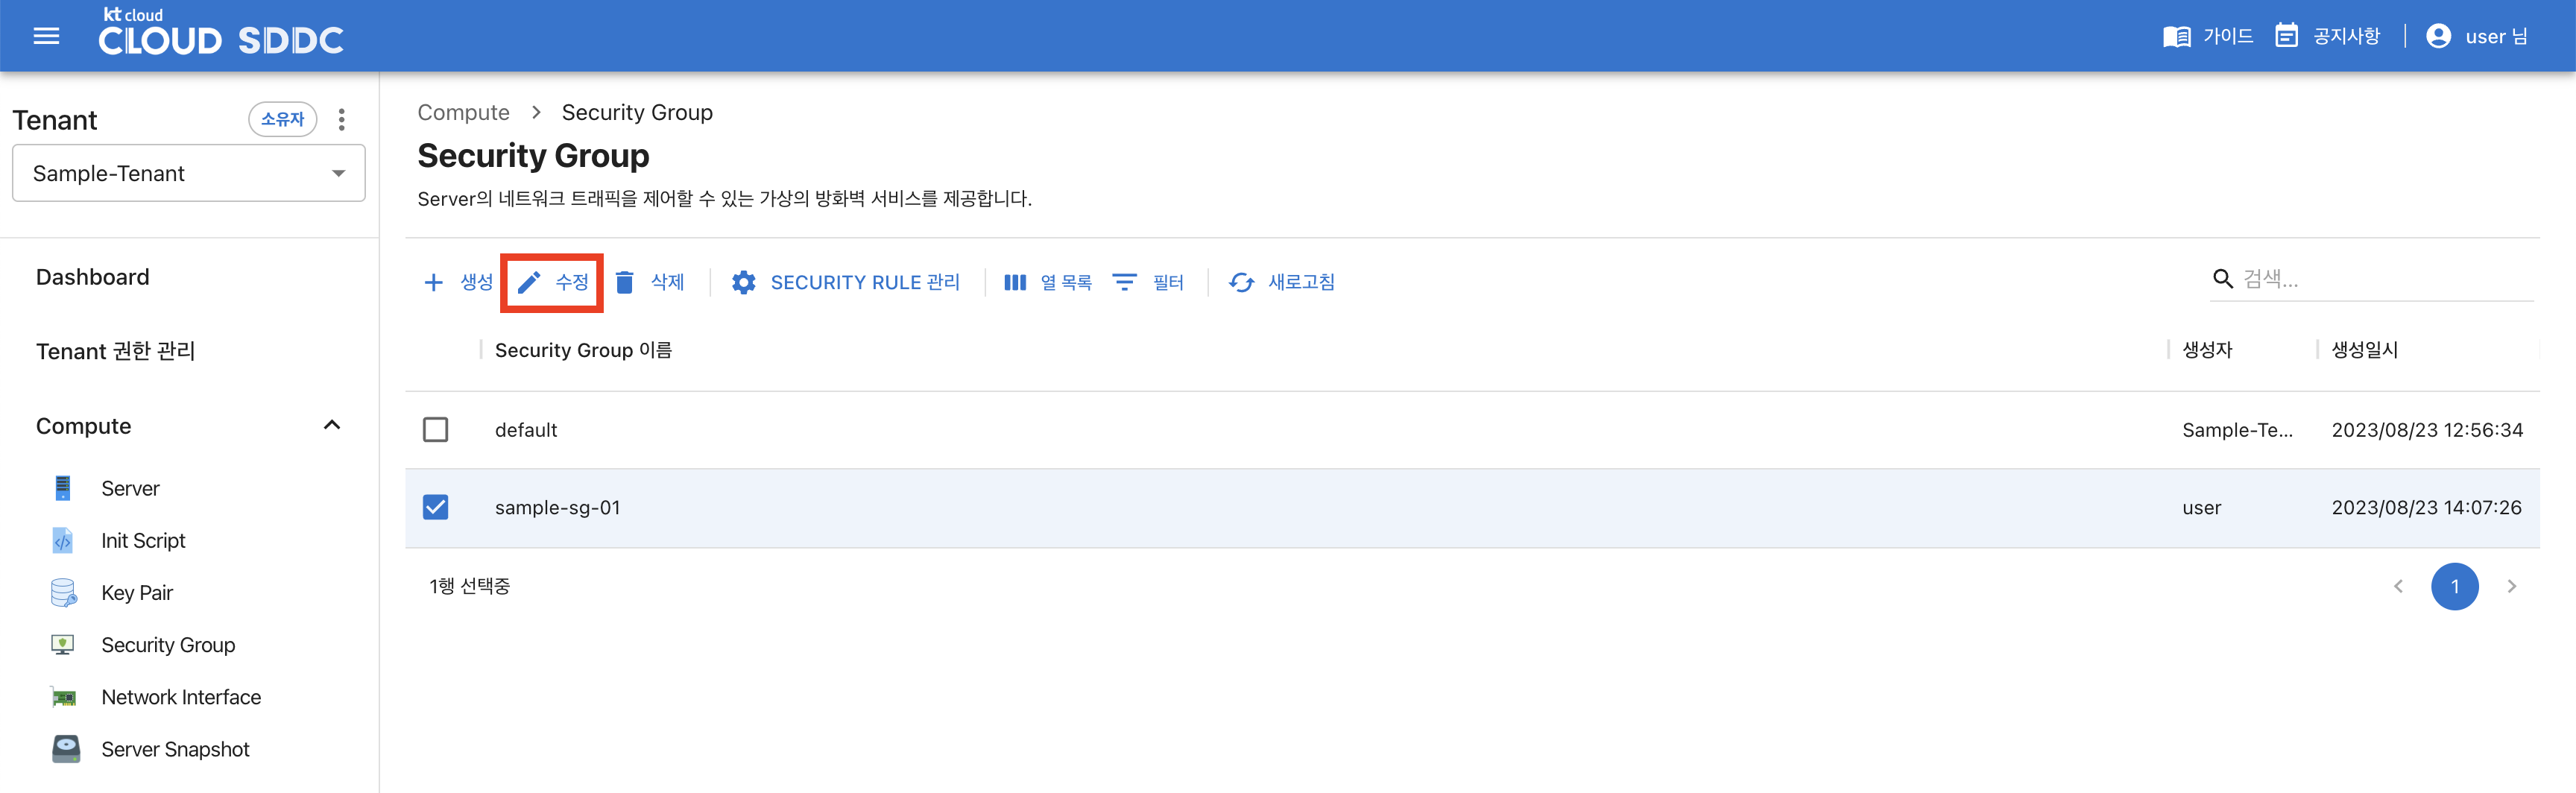 kt cloud
CLOUD SDDC
가이드 공지사항 user 님
Tenant 소유자
Sample-Tenant
Dashboard
Tenant 권한 관리
Compute
Server
Init Script
Key Pair
Security Group
Network Interface
Server Snapshot
Compute > Security Group
Security Group
Server의 네트워크 트래픽을 제어할 수 있는 가상의 방화벽 서비스를 제공합니다.
생성 수정 삭제 SECURITY RULE 관리 열 목록 필터 새로고침 검색...
Security Group 이름 생성자 생성일시
default Sample-Te... 2023/08/23 12:56:34
sample-sg-01 user 2023/08/23 14:07:26
1행 선택중 1